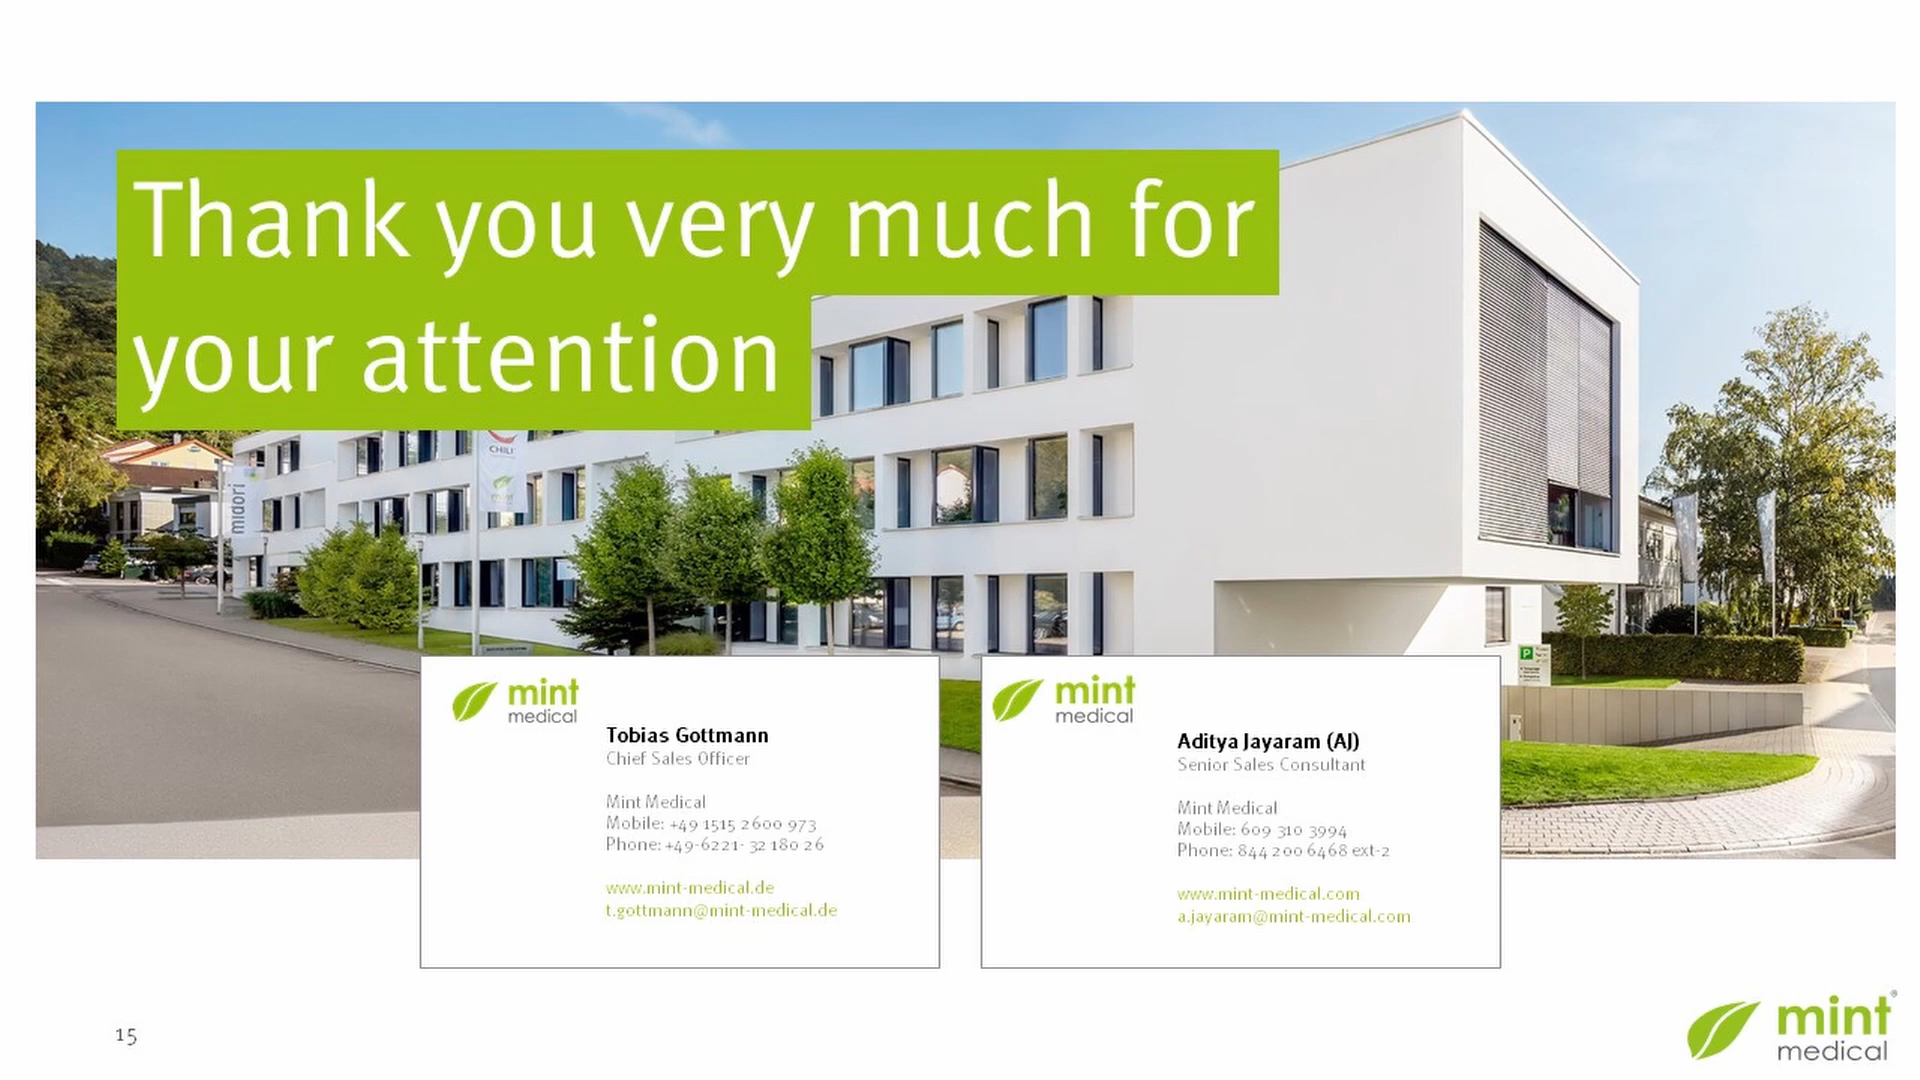 Thank you very much for
your attention
CHILI
mint
midori
P
mint
medical
Tobias Gottmann
Chief Sales Officer
Mint Medical
Mobile: +49 1515 2600 973
Phone: +49-6221- 32 180 26
www.mint-medical.de
t.gottmann@mint-medical.de
mint
medical
Aditya Jayaram (AJ)
Senior Sales Consultant
Mint Medical
Mobile: 609 310 3994
Phone: 844 200 6468 ext-2
www.mint-medical.com
a.jayaram@mint-medical.com
15
mint®
medical